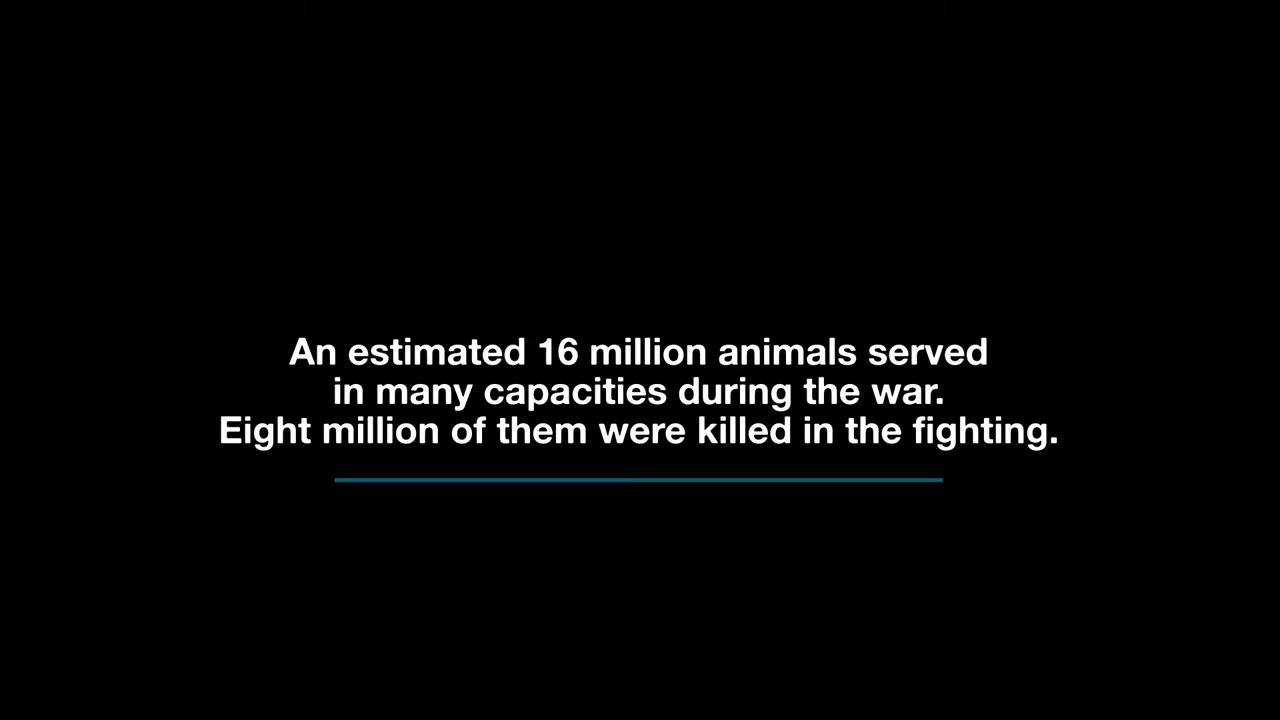 An estimated 16 million animals served
in many capacities during the war.
Eight million of them were killed in the fighting.